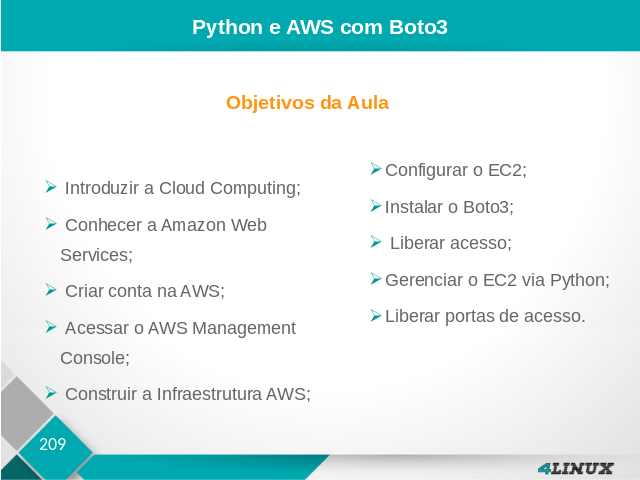 Python e AWS com Boto3
Objetivos da Aula
Introduzir a Cloud Computing;
Conhecer a Amazon Web
Services;
Criar conta na AWS;
Acessar o AWS Management
Console;
Construir a Infraestrutura AWS;
Configurar o EC2;
Instalar o Boto3;
Liberar acesso;
Gerenciar o EC2 via Python;
Liberar portas de acesso.
209
4LINUX